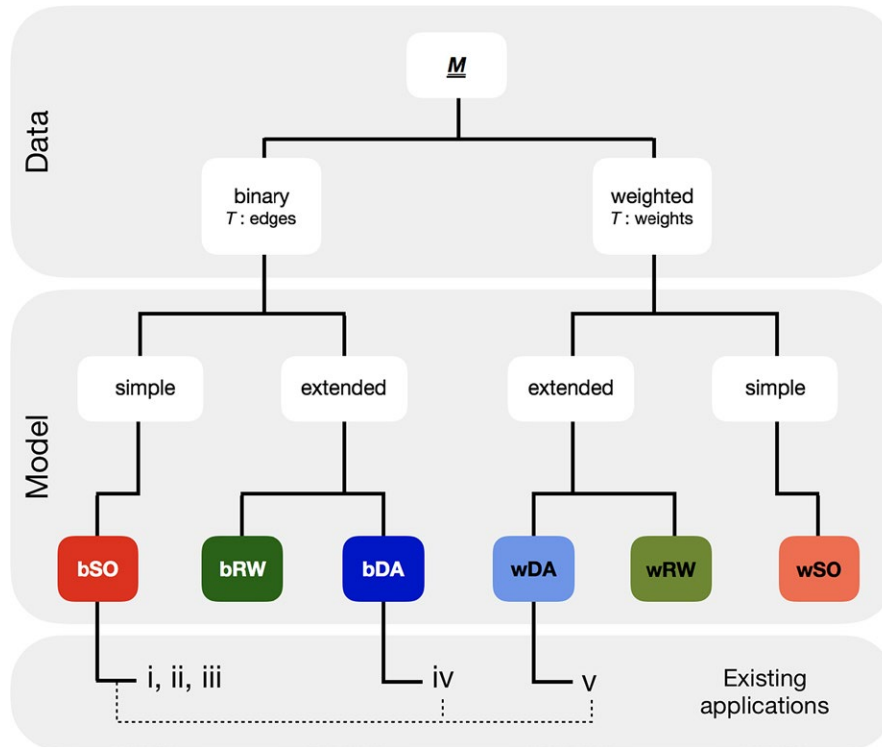 Data
M
binary
T : edges
weighted
T : weights
Model
simple
extended
extended
simple
bSO
bRW
bDA
wDA
wRW
wSO
i, ii, iii
iv
v
Existing
applications